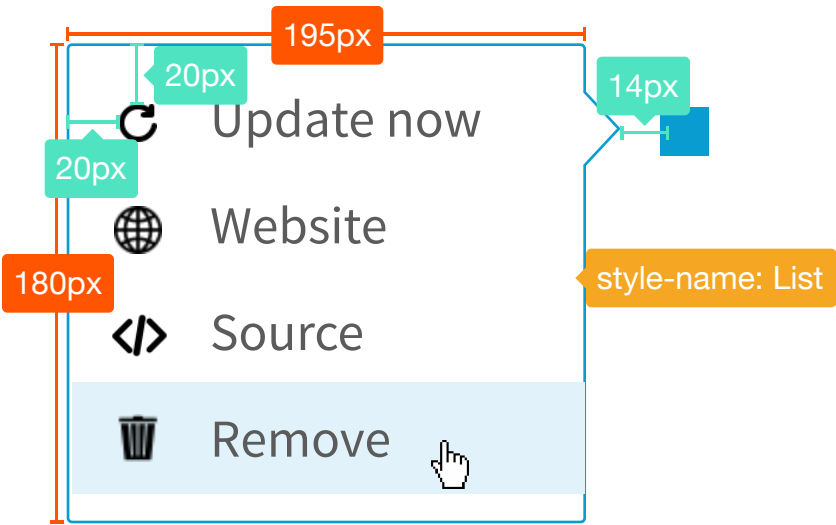 195px
20px
14px
Update now
20px
Website
180px
style-name: List
Source
Remove